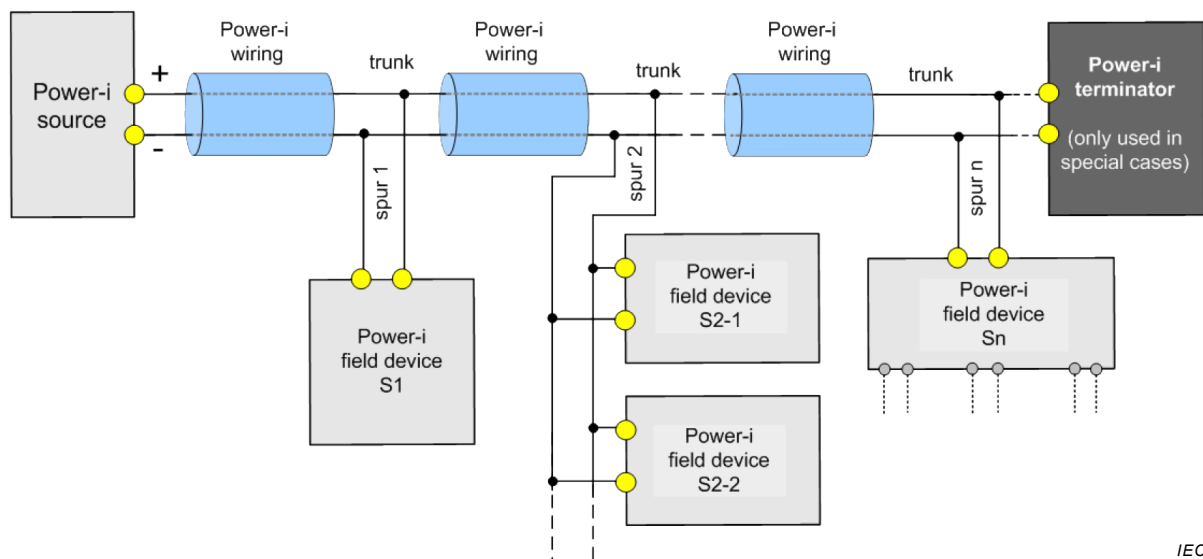 Power-i
wiring
Power-i
wiring
Power-i
wiring
trunk
trunk
trunk
+
-
Power-i
source
Power-i
terminator
(only used in
special cases)
spur 1
spur 2
spur n
Power-i
field device
S1
Power-i
field device
S2-1
Power-i
field device
S2-2
Power-i
field device
Sn
IEC